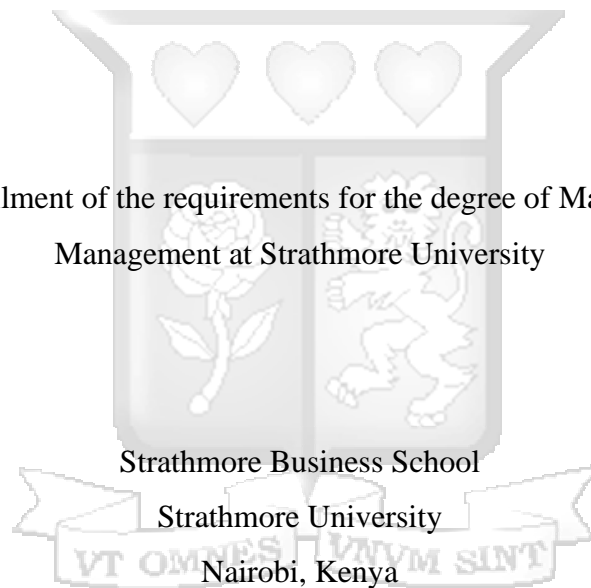 lment of the requirements for the degree of Ma
Management at Strathmore University
Strathmore Business School
Strathmore University
VT OMNES VNVM SINT
Nairobi, Kenya